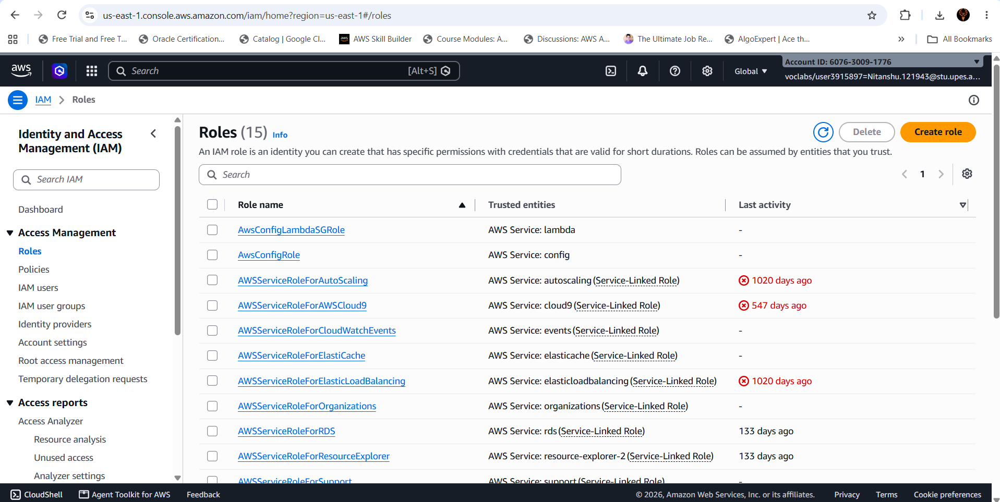 us-east-1.console.aws.amazon.com/iam/home?region=us-east-1#/roles
Free Trial and Free T...
Oracle Certification...
Catalog | Google Cl...
aws
AWS Skill Builder
Course Modules: A...
Discussions: AWS A...
The Ultimate Job Re...
AlgoExpert | Ace th...
All Bookmarks
aws
Search
[Alt+S]
Global
Account ID: 6076-3009-1776
voclabs/user3915897=Nitanshu.121943@stu.upes.a...
IAM
Roles
Identity and Access
Management (IAM)
Search IAM
Dashboard
Access Management
Roles
Policies
IAM users
IAM user groups
Identity providers
Account settings
Root access management
Temporary delegation requests
Access reports
Access Analyzer
Resource analysis
Unused access
Analyzer settings
Roles (15) Info
Delete
Create role
An IAM role is an identity you can create that has specific permissions with credentials that are valid for short durations. Roles can be assumed by entities that you trust.
Search
1
Role name Trusted entities Last activity
AwsConfigLambdaSGRole AWS Service: lambda -
AwsConfigRole AWS Service: config -
AWSServiceRoleForAutoScaling AWS Service: autoscaling (Service-Linked Role) 1020 days ago
AWSServiceRoleForAWSCloud9 AWS Service: cloud9 (Service-Linked Role) 547 days ago
AWSServiceRoleForCloudWatchEvents AWS Service: events (Service-Linked Role) -
AWSServiceRoleForElastiCache AWS Service: elasticache (Service-Linked Role) -
AWSServiceRoleForElasticLoadBalancing AWS Service: elasticloadbalancing (Service-Linked Role) 1020 days ago
AWSServiceRoleForOrganizations AWS Service: organizations (Service-Linked Role) -
AWSServiceRoleForRDS AWS Service: rds (Service-Linked Role) 133 days ago
AWSServiceRoleForResourceExplorer AWS Service: resource-explorer-2 (Service-Linked Role) 133 days ago
AWSServiceRoleForSupport AWS Service: support (Service-Linked Role) -
CloudShell
Agent Toolkit for AWS
Feedback
© 2026, Amazon Web Services, Inc. or its affiliates.
Privacy
Terms
Cookie preferences